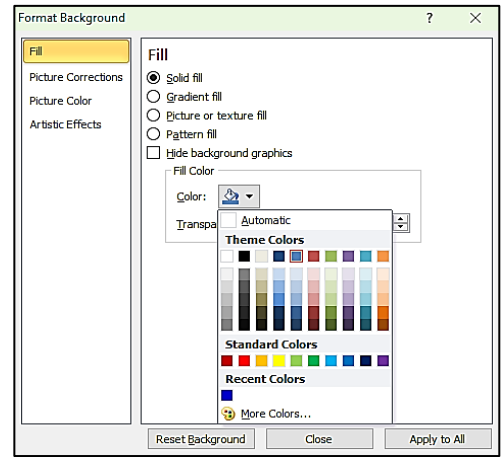 Format Background
?
Fill
Picture Corrections
Picture Color
Artistic Effects
Fill
Solid fill
Gradient fill
Picture or texture fill
Pattern fill
Hide background graphics
Fill Color
Color:
Transpa
Automatic
Theme Colors
Standard Colors
Recent Colors
More Colors...
Reset Background Close Apply to All